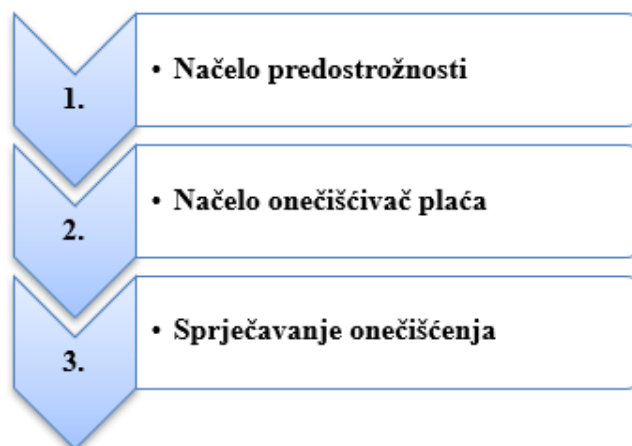 1.
• Načelo predostrožnosti
2.
• Načelo onečišćivač plaća
3.
• Sprječavanje onečišćenja